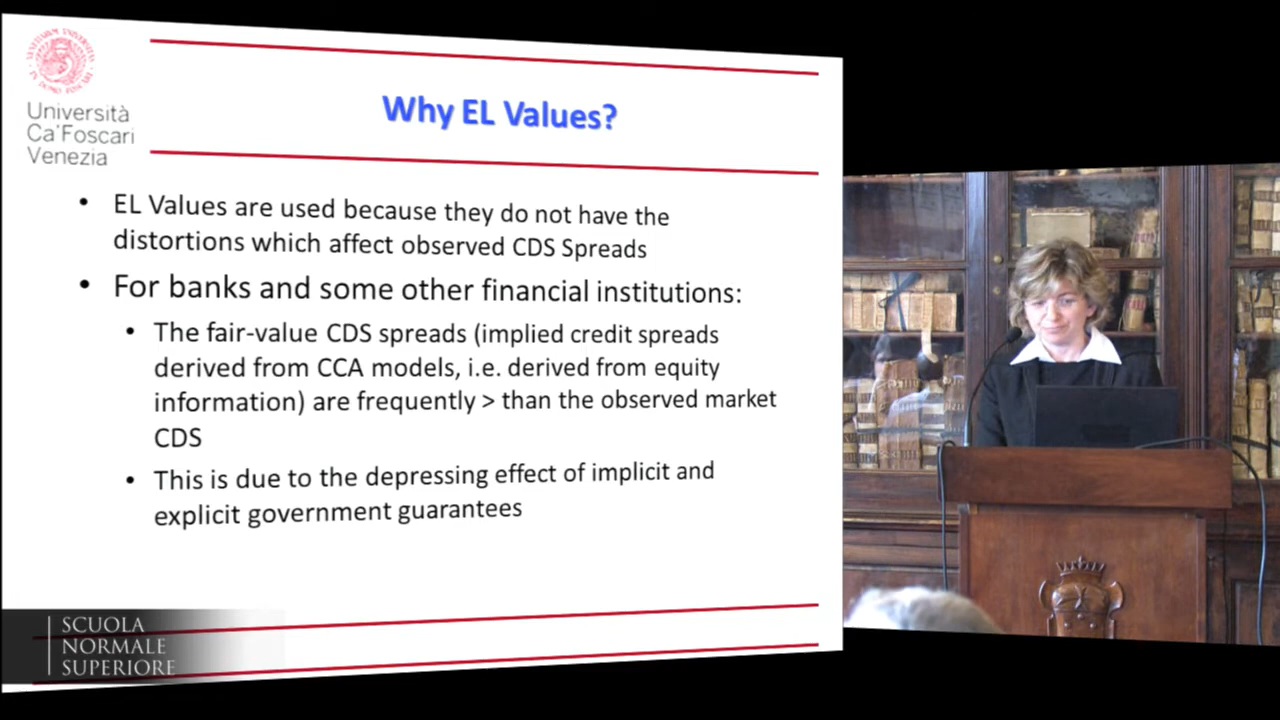 Università
Ca'Foscari
Venezia
Why EL Values?
• EL Values are used because they do not have the
distortions which affect observed CDS Spreads
• For banks and some other financial institutions:
• The fair-value CDS spreads (implied credit spreads
derived from CCA models, i.e. derived from equity
information) are frequently > than the observed market
CDS
• This is due to the depressing effect of implicit and
explicit government guarantees
SCUOLA
NORMALE
SUPERIORE